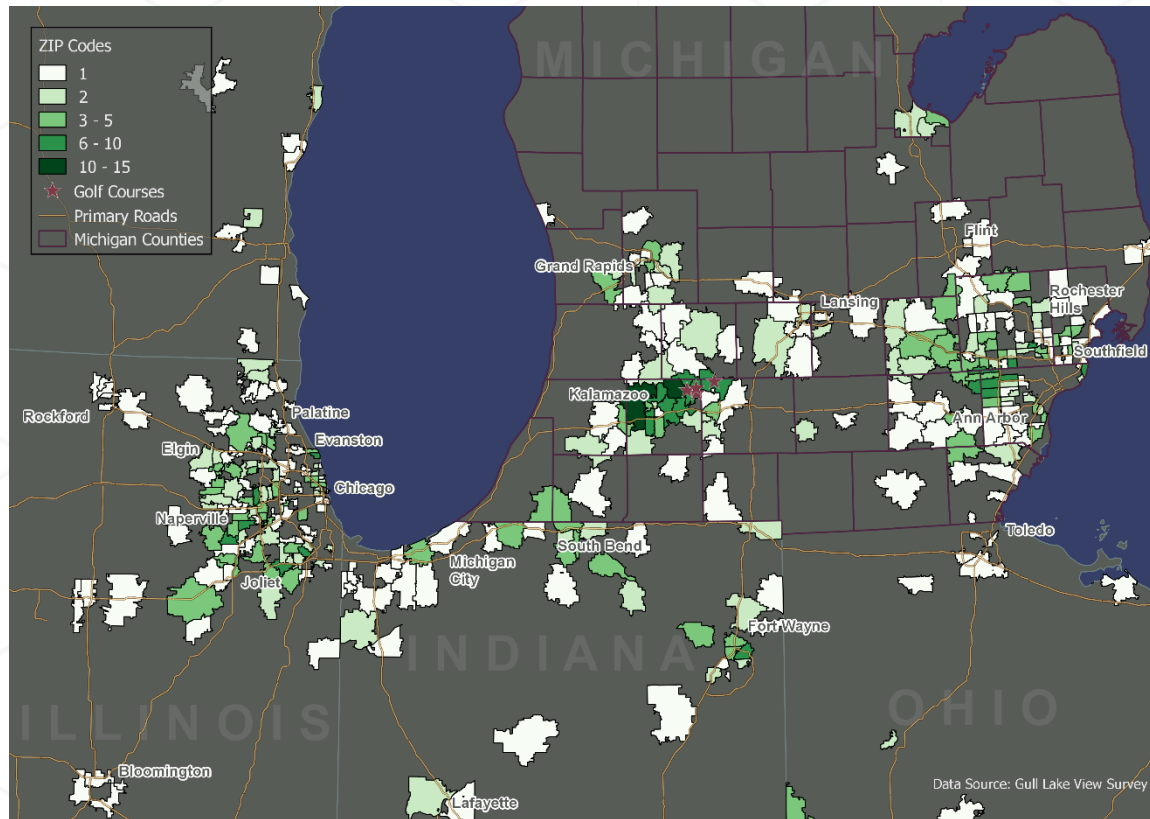 ZIP Codes
1
2
3 - 5
6 - 10
10 - 15
Golf Courses
Primary Roads
Michigan Counties
MICHIGAN
Flint
Grand Rapids
Rochester
Hills
Lansing
Southfield
Kalamazoo
Rockford
Palatine
Evanston
Ann Arbor
Elgin
Chicago
Naperville
Toledo
South Bend
Michigan
City
Joliet
Fort Wayne
INDIANA
ILLINOIS
OHIO
Bloomington
Data Source: Gull Lake View Survey
Lafayette